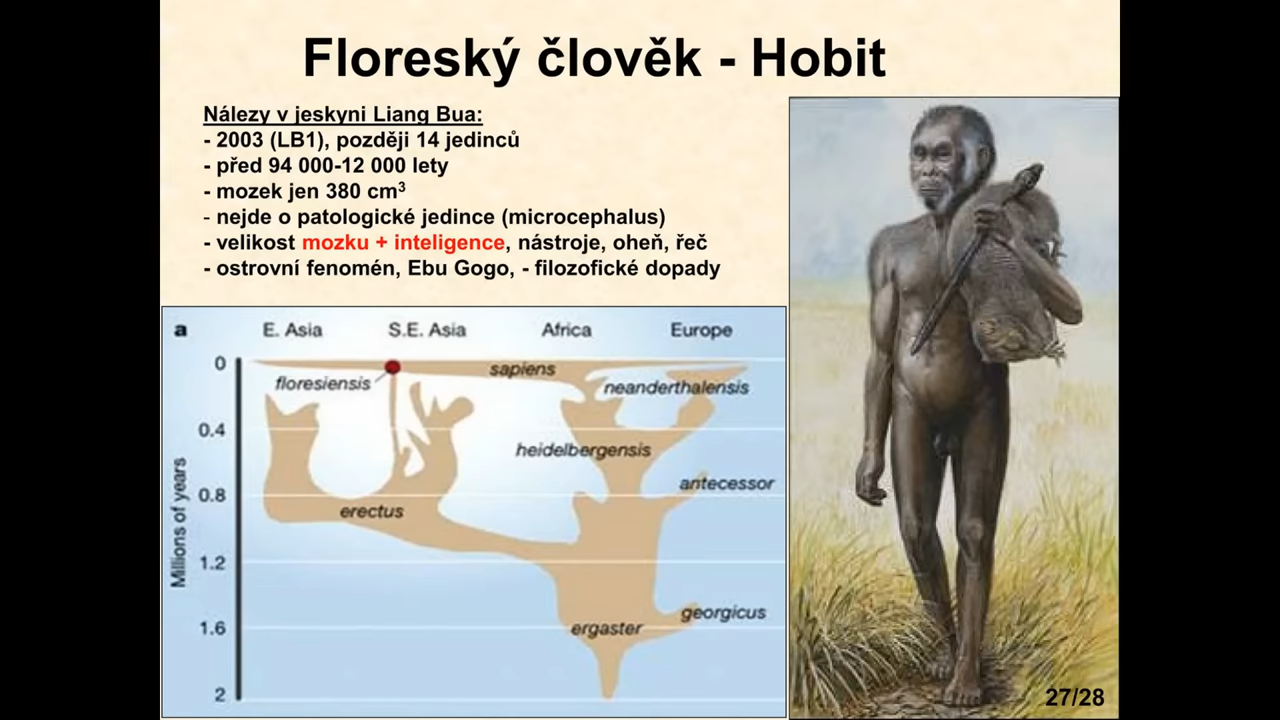 Floreský člověk - Hobit
Nálezy v jeskyni Liang Bua:
- 2003 (LB1), později 14 jedinců
- před 94 000-12 000 lety
- mozek jen 380 cm³
- nejde o patologické jedince (microcephalus)
- velikost mozku + inteligence, nástroje, oheň, řeč
- ostrovní fenomén, Ebu Gogo, - filozofické dopady
a
E. Asia
S.E. Asia
Africa
Europe
0
sapiens
floresiensis
neanderthalensis
0.4
heidelbergensis
antecessor
0.8
erectus
Millions of years
1.2
georgicus
1.6
ergaster
2
27/28